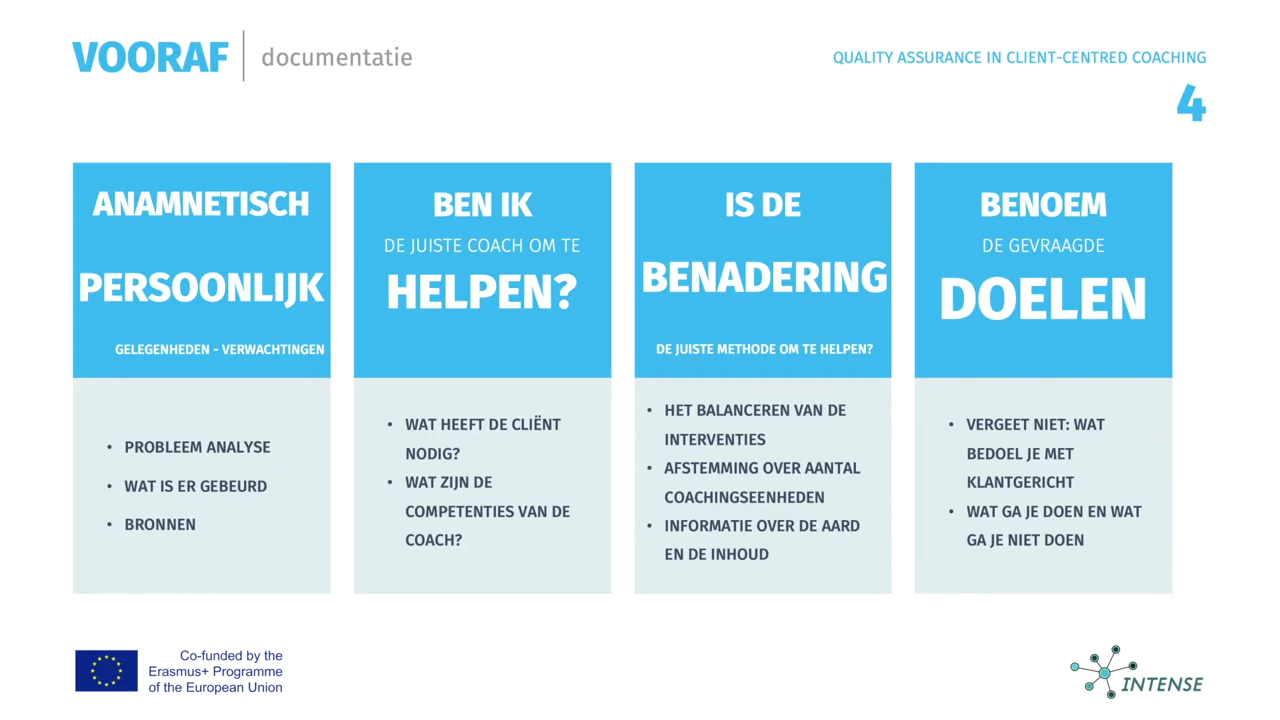 VOORAF
documentatie
QUALITY ASSURANCE IN CLIENT-CENTRED COACHING
4
ANAMNETISCH
PERSOONLIJK
GELEGENHEDEN - VERWACHTINGEN
• PROBLEEM ANALYSE
• WAT IS ER GEBEURD
• BRONNEN
BEN IK
DE JUISTE COACH OM TE
HELPEN?
• WAT HEEFT DE CLIËNT
NODIG?
• WAT ZIJN DE
COMPETENTIES VAN DE
COACH?
IS DE
BENADERING
DE JUISTE METHODE OM TE HELPEN?
• HET BALANCEREN VAN DE
INTERVENTIES
• AFSTEMMING OVER AANTAL
COACHINGSEENHEDEN
• INFORMATIE OVER DE AARD
EN DE INHOUD
BENOEM
DE GEVRAAGDE
DOELEN
• VERGEET NIET: WAT
BEDOEL JE MET
KLANTGERICHT
• WAT GA JE DOEN EN WAT
GA JE NIET DOEN
Co-funded by the
Erasmus+ Programme
of the European Union
INTENSE